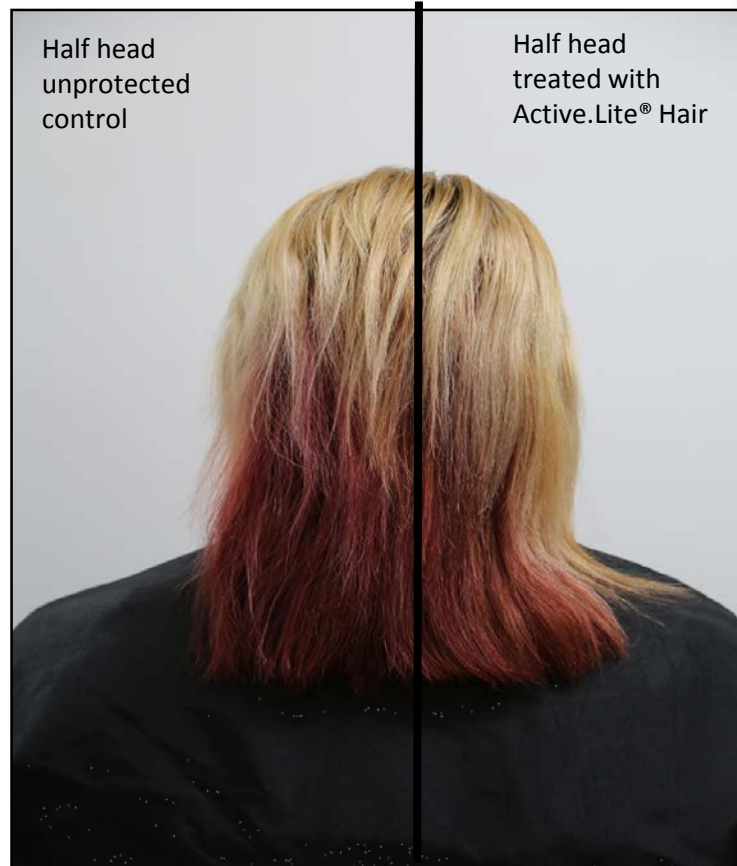 Half head
unprotected
control
Half head
treated with
Active.Lite® Hair